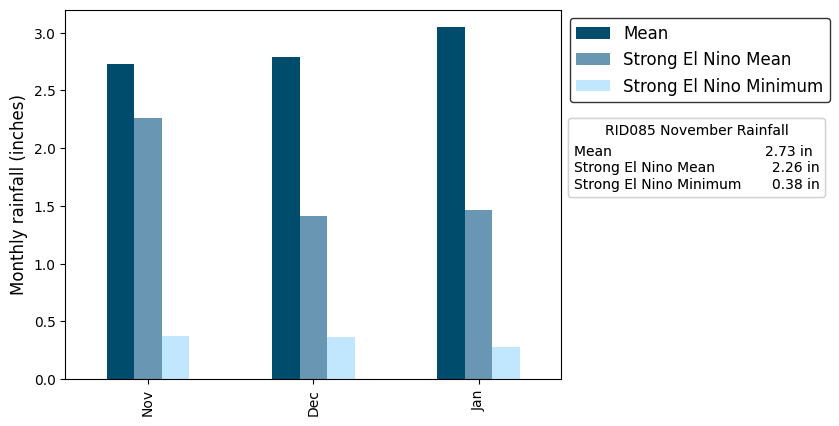 Monthly rainfall (inches)
3.0
2.5
2.0
1.5
1.0
0.5
0.0
Nov
Dec
Jan
Mean
Strong El Nino Mean
Strong El Nino Minimum
RID085 November Rainfall
Mean 2.73 in
Strong El Nino Mean 2.26 in
Strong El Nino Minimum 0.38 in